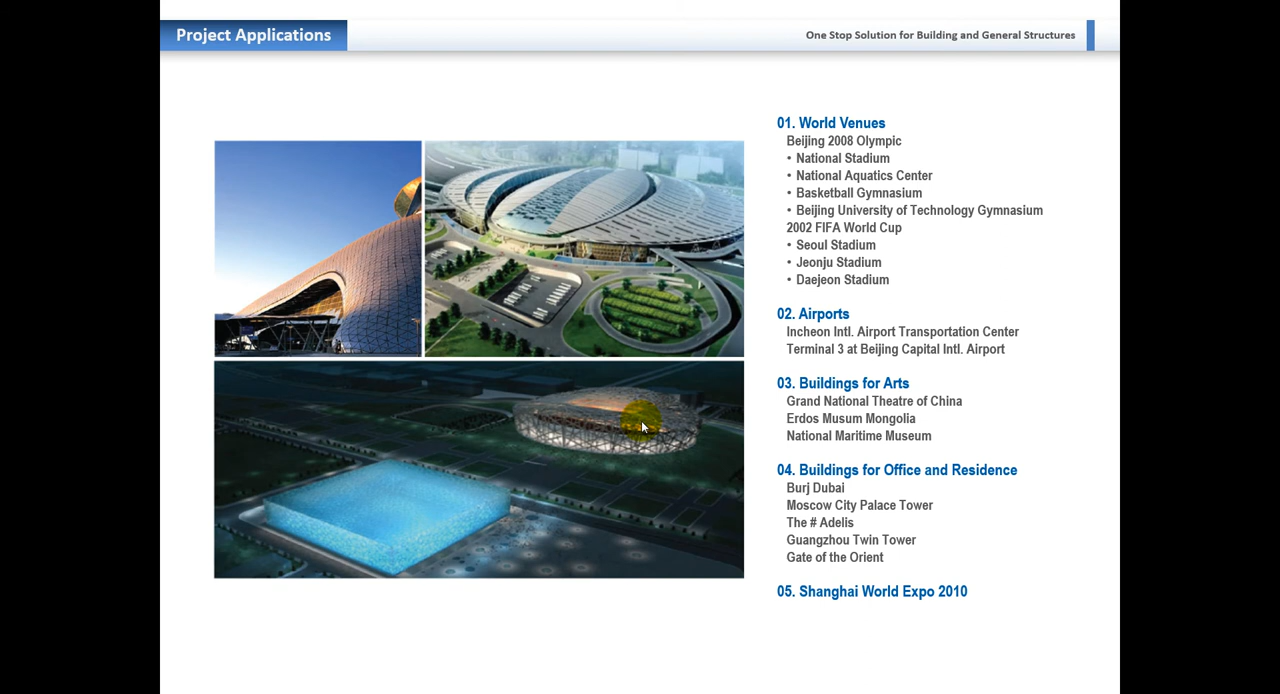 Project Applications
One Stop Solution for Building and General Structures
01. World Venues
Beijing 2008 Olympic
• National Stadium
• National Aquatics Center
• Basketball Gymnasium
• Beijing University of Technology Gymnasium
2002 FIFA World Cup
• Seoul Stadium
• Jeonju Stadium
• Daejeon Stadium
02. Airports
Incheon Intl. Airport Transportation Center
Terminal 3 at Beijing Capital Intl. Airport
03. Buildings for Arts
Grand National Theatre of China
Erdos Musum Mongolia
National Maritime Museum
04. Buildings for Office and Residence
Burj Dubai
Moscow City Palace Tower
The # Adelis
Guangzhou Twin Tower
Gate of the Orient
05. Shanghai World Expo 2010